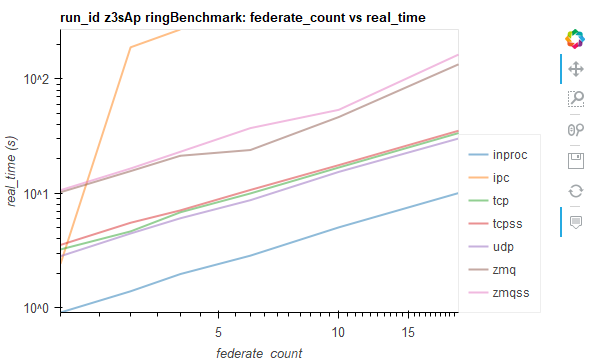 run_id z3sAp ringBenchmark: federate_count vs real_time
10^2
10^1
10^0
real_time (s)
5
10
15
federate_count
inproc
ipc
tcp
tcpss
udp
zmq
zmqss